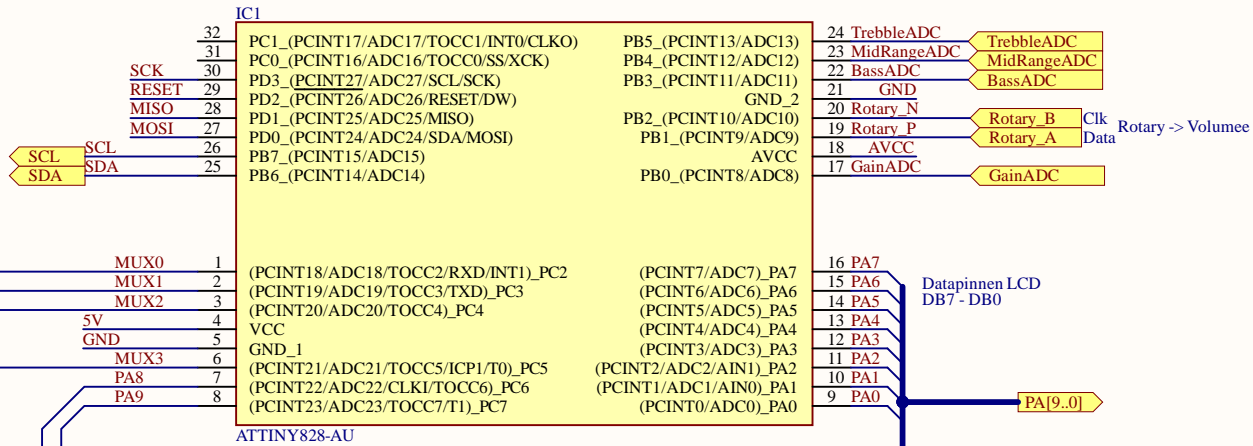 IC1
32 PC1_(PCINT17/ADC17/TOCC1/INT0/CLKO) PB5_(PCINT13/ADC13) 24 TrebbleADC TrebbleADC
31 PC0_(PCINT16/ADC16/TOCC0/SS/XCK) PB4_(PCINT12/ADC12) 23 MidRangeADC MidRangeADC
SCK 30 PD3_(PCINT27/ADC27/SCL/SCK) PB3_(PCINT11/ADC11) 22 BassADC BassADC
RESET 29 PD2_(PCINT26/ADC26/RESET/DW) GND_2 21 GND
MISO 28 PD1_(PCINT25/ADC25/MISO) PB2_(PCINT10/ADC10) 20 Rotary_N Rotary_B Clk
Rotary -> Volumee
MOSI 27 PD0_(PCINT24/ADC24/SDA/MOSI) PB1_(PCINT9/ADC9) 19 Rotary_P Rotary_A Data
SCL SCL 26 PB7_(PCINT15/ADC15) AVCC 18 AVCC
SDA SDA 25 PB6_(PCINT14/ADC14) PB0_(PCINT8/ADC8) 17 GainADC GainADC
MUX0 1 (PCINT18/ADC18/TOCC2/RXD/INT1)_PC2 (PCINT7/ADC7)_PA7 16 PA7
MUX1 2 (PCINT19/ADC19/TOCC3/TXD)_PC3 (PCINT6/ADC6)_PA6 15 PA6 Datapinnen LCD
MUX2 3 (PCINT20/ADC20/TOCC4)_PC4 (PCINT5/ADC5)_PA5 14 PA5 DB7 - DB0
5V 4 VCC (PCINT4/ADC4)_PA4 13 PA4
GND 5 GND_1 (PCINT3/ADC3)_PA3 12 PA3
MUX3 6 (PCINT21/ADC21/TOCC5/ICP1/T0)_PC5 (PCINT2/ADC2/AIN1)_PA2 11 PA2
PA8 7 (PCINT22/ADC22/CLKI/TOCC6)_PC6 (PCINT1/ADC1/AIN0)_PA1 10 PA1
PA9 8 (PCINT23/ADC23/TOCC7/T1)_PC7 (PCINT0/ADC0)_PA0 9 PA0 PA[9..0]
ATTINY828-AU